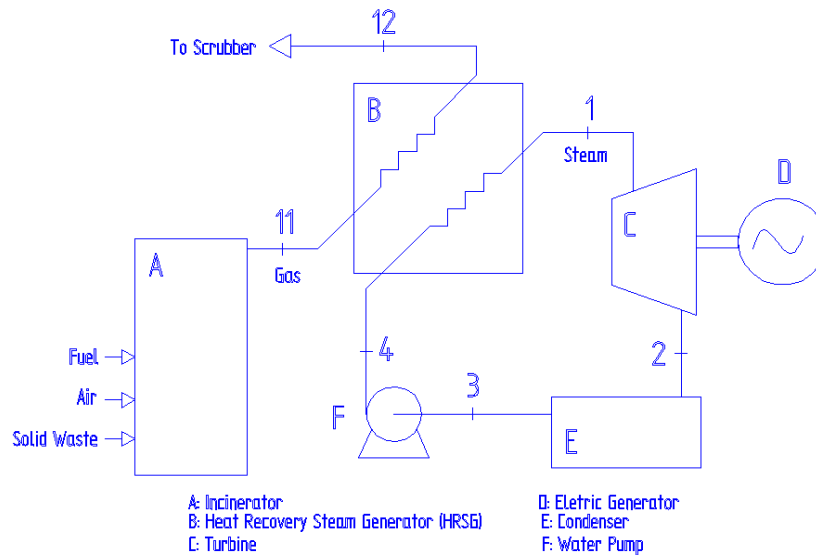 12
To Scrubber
B
1
Steam
D
C
11
Gas
A
Fuel
4
2
Air
3
F
Solid Waste
E
A: Incinerator
B: Heat Recovery Steam Generator (HRSG)
C: Turbine
D: Eletric Generator
E: Condenser
F: Water Pump